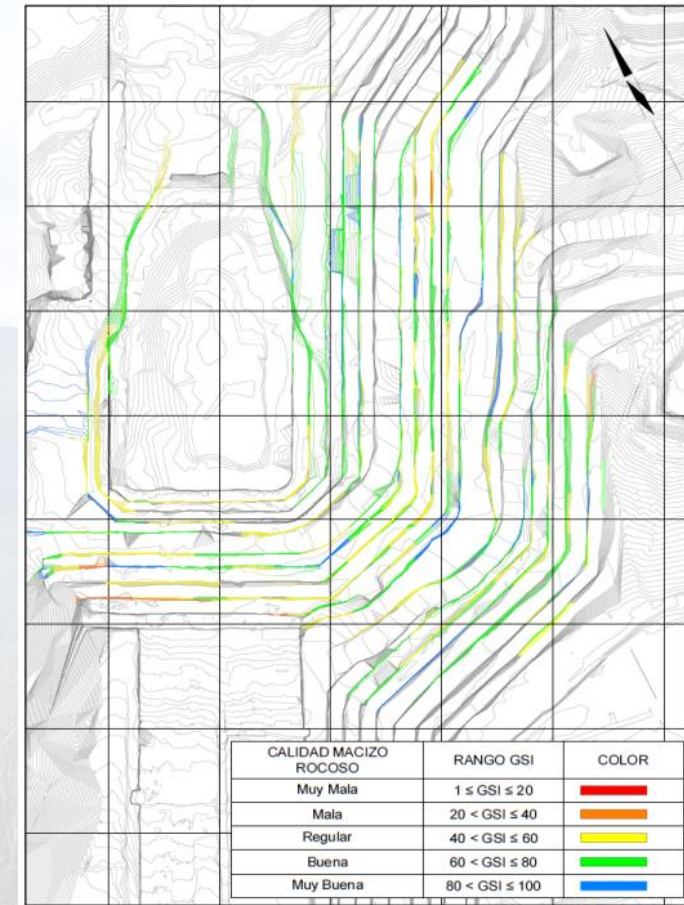 CALIDAD MACIZO
ROCOSO
RANGO GSI
COLOR
Muy Mala
1 ≤ GSI ≤ 20
Mala
20 < GSI ≤ 40
Regular
40 < GSI ≤ 60
Buena
60 < GSI ≤ 80
Muy Buena
80 < GSI ≤ 100